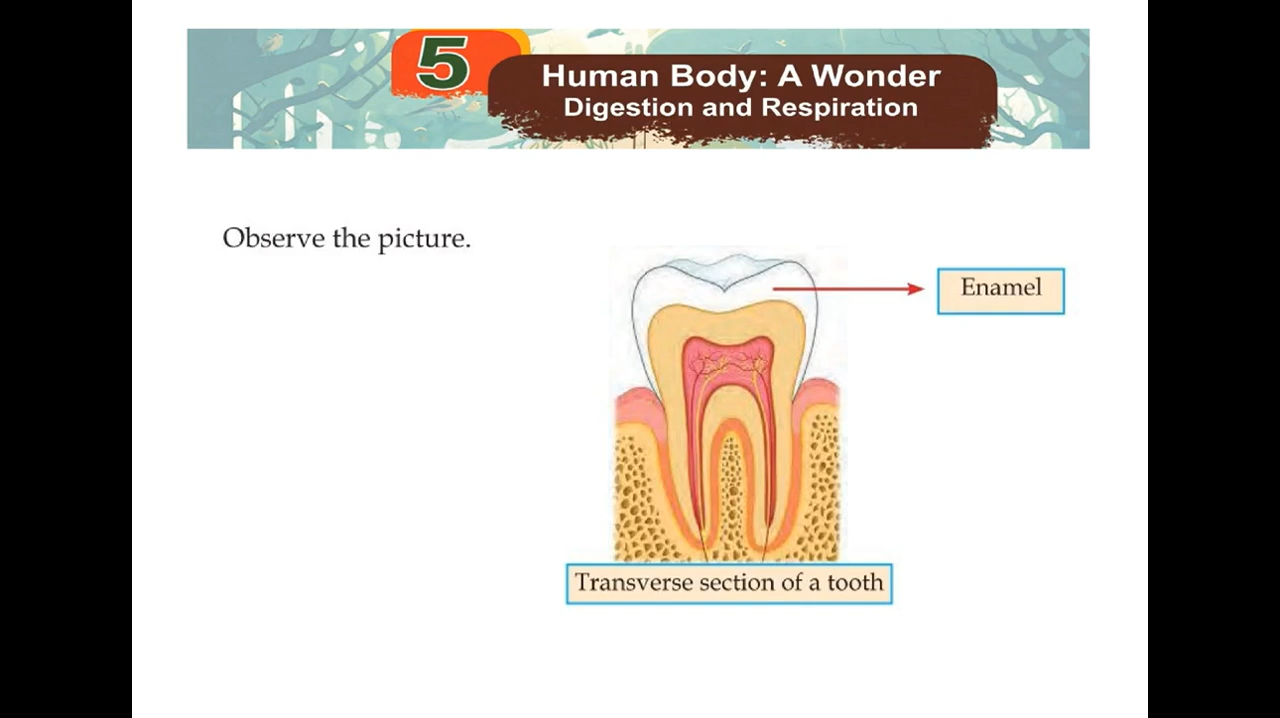 5
Human Body: A Wonder
Digestion and Respiration
Observe the picture.
Enamel
Transverse section of a tooth